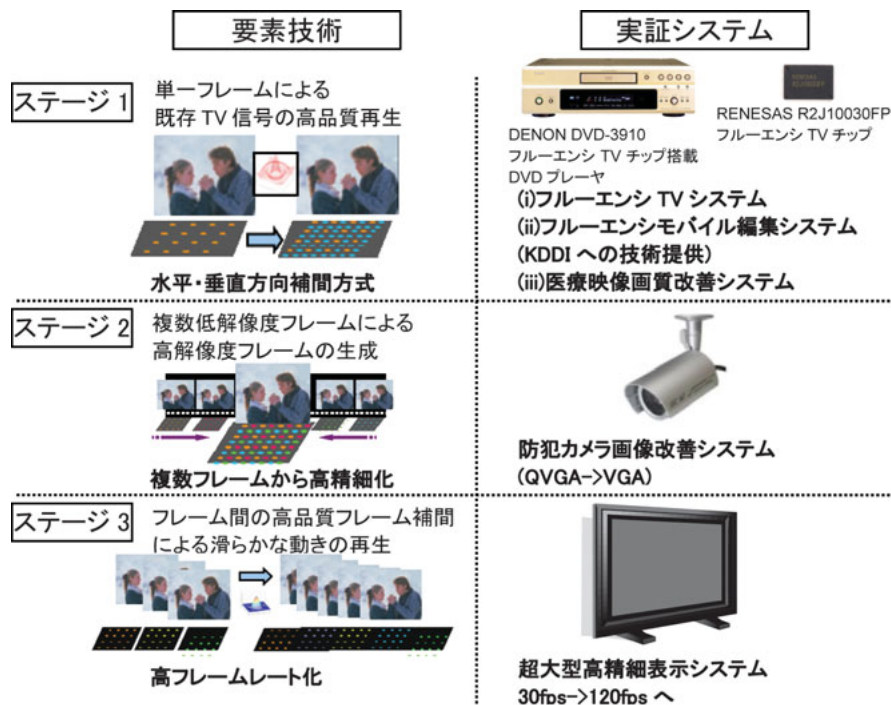 要素技術
実証システム
ステージ 1
単一フレームによる
既存 TV 信号の高品質再生
水平・垂直方向補間方式
DENON DVD-3910
フルーエンシ TV チップ搭載
DVD プレーヤ
RENESAS R2J10030FP
フルーエンシ TV チップ
(i)フルーエンシ TV システム
(ii)フルーエンシモバイル編集システム
(KDDI への技術提供)
(iii)医療映像画質改善システム
ステージ 2
複数低解像度フレームによる
高解像度フレームの生成
複数フレームから高精細化
防犯カメラ画像改善システム
(QVGA->VGA)
ステージ 3
フレーム間の高品質フレーム補間
による滑らかな動きの再生
高フレームレート化
超大型高精細表示システム
30fps->120fps へ